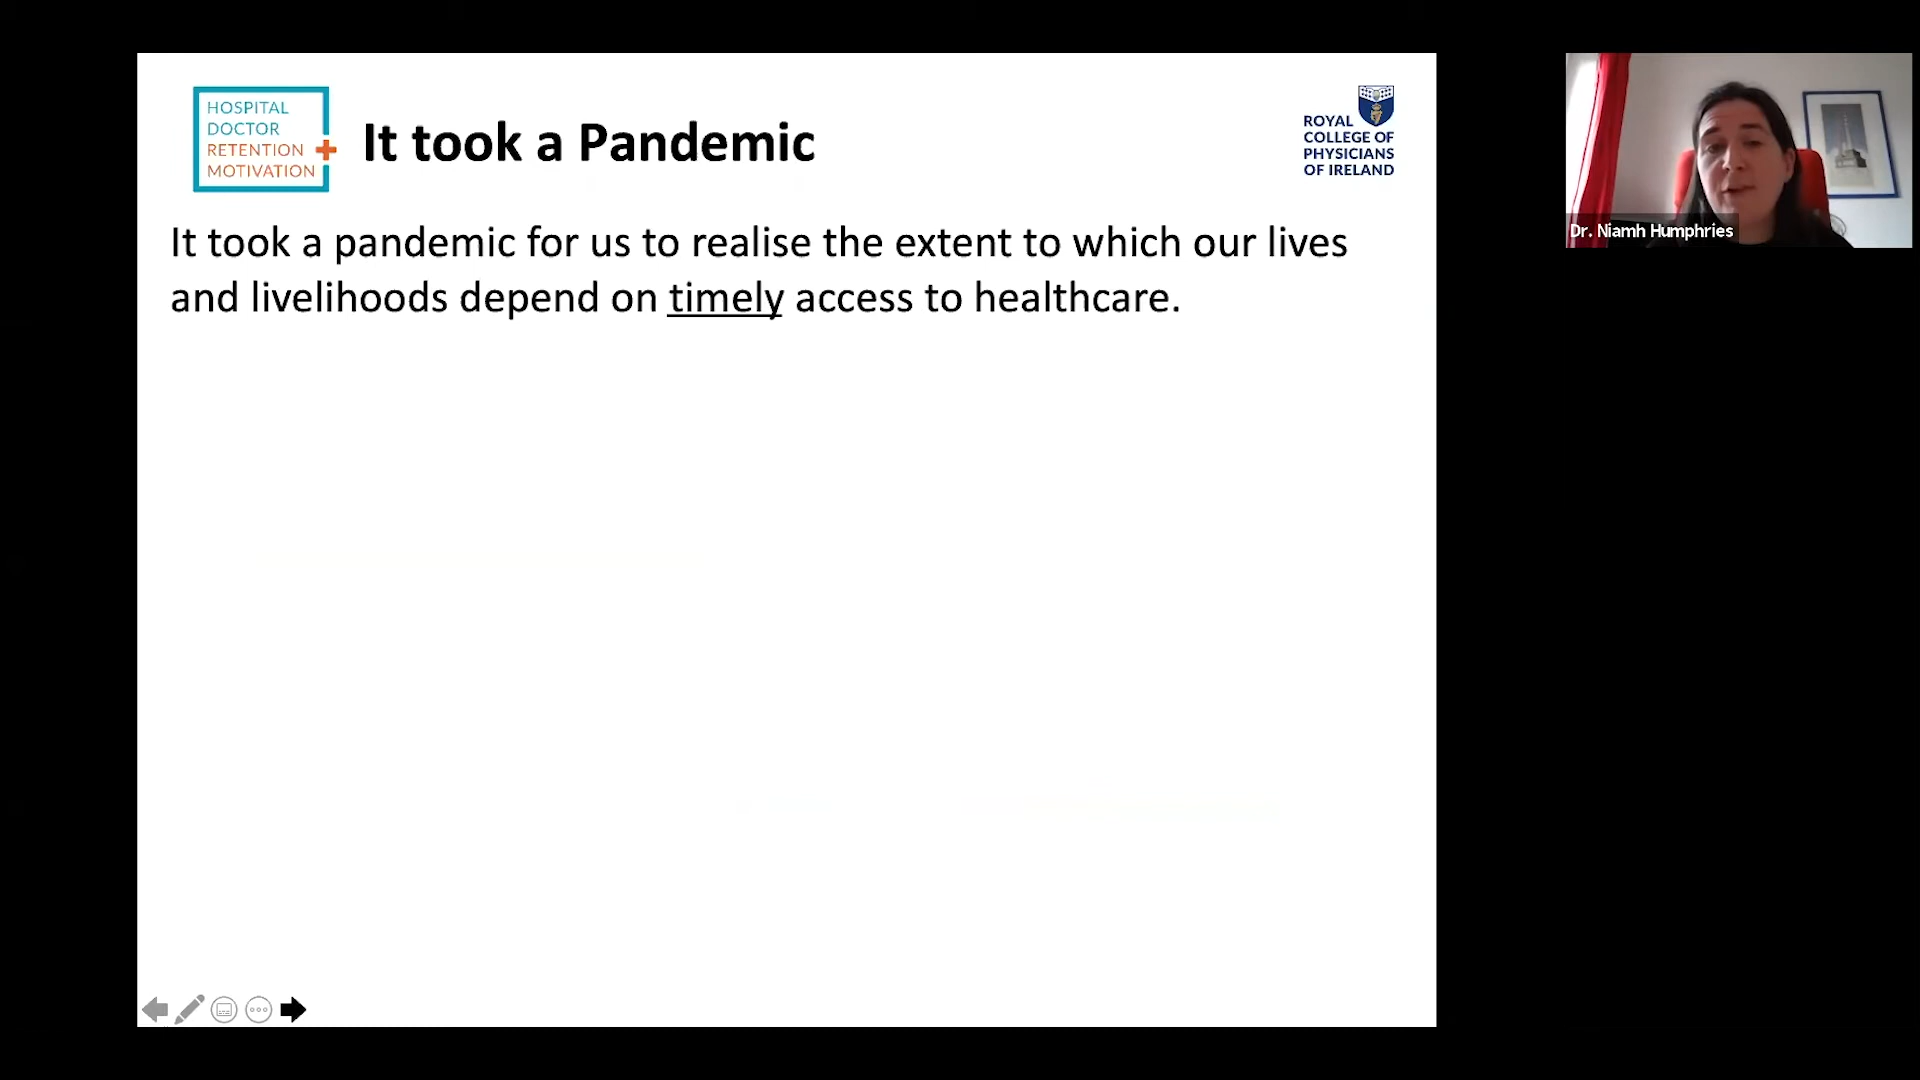 HOSPITAL
DOCTOR
RETENTION
MOTIVATION
It took a Pandemic
ROYAL
COLLEGE OF
PHYSICIANS
OF IRELAND
It took a pandemic for us to realise the extent to which our lives
and livelihoods depend on timely access to healthcare.
Dr. Niamh Humphries